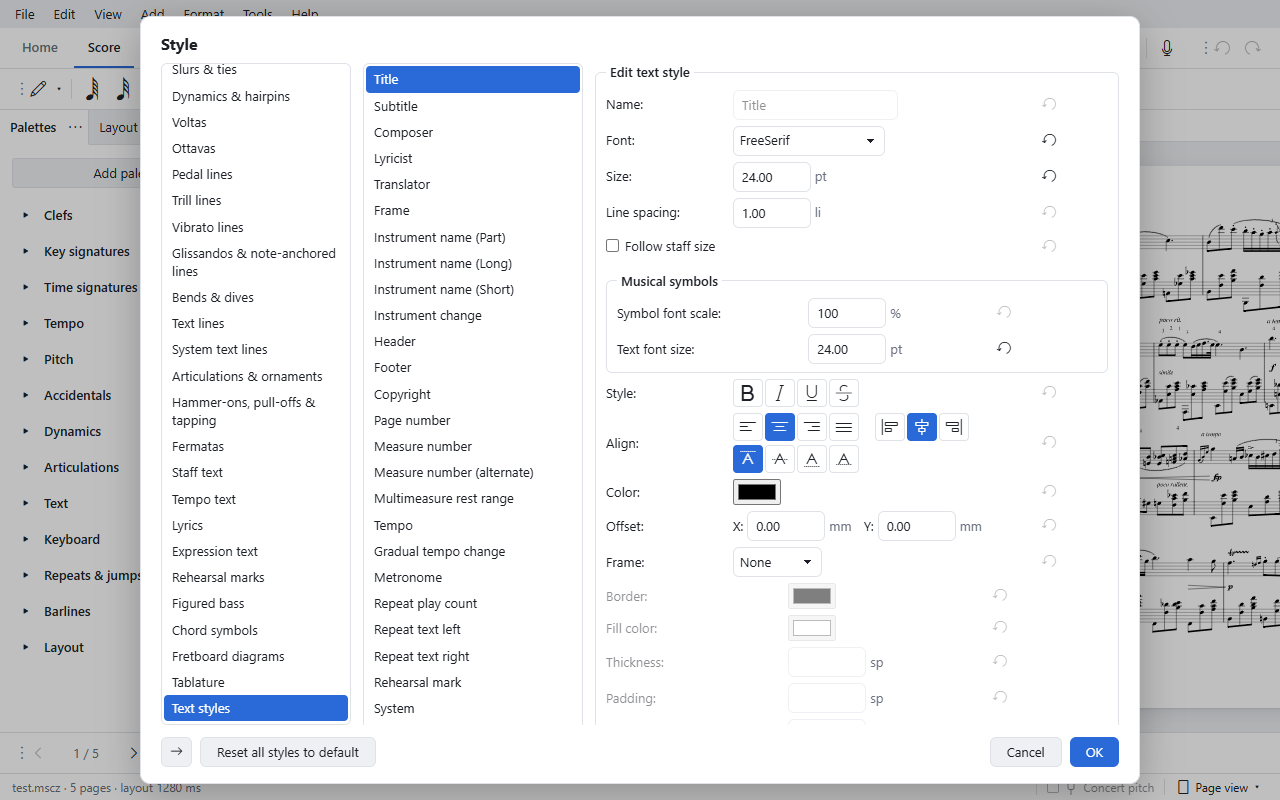 File Edit View Add Format Tools Help
Style
Home Score
Palettes ··· Layout
Add pale
Clefs
Key signatures
Time signatures
Tempo
Pitch
Accidentals
Dynamics
Articulations
Text
Keyboard
Repeats & jumps
Barlines
Layout
1 / 5
Slurs & ties
Dynamics & hairpins
Voltas
Ottavas
Pedal lines
Trill lines
Vibrato lines
Glissandos & note-anchored
lines
Bends & dives
Text lines
System text lines
Articulations & ornaments
Hammer-ons, pull-offs &
tapping
Fermatas
Staff text
Tempo text
Lyrics
Expression text
Rehearsal marks
Figured bass
Chord symbols
Fretboard diagrams
Tablature
Text styles
Title
Subtitle
Composer
Lyricist
Translator
Frame
Instrument name (Part)
Instrument name (Long)
Instrument name (Short)
Instrument change
Header
Footer
Copyright
Page number
Measure number
Measure number (alternate)
Multimeasure rest range
Tempo
Gradual tempo change
Metronome
Repeat play count
Repeat text left
Repeat text right
Rehearsal mark
System
Edit text style
Name: Title
Font: FreeSerif
Size: 24.00 pt
Line spacing: 1.00 li
Follow staff size
Musical symbols
Symbol font scale: 100 %
Text font size: 24.00 pt
Style: B I U S
Align:
Color:
Offset: X: 0.00 mm Y: 0.00 mm
Frame: None
Border:
Fill color:
Thickness: sp
Padding: sp
poco rit.
simile
a tempo
poco rallent.
→ Reset all styles to default Cancel OK
test.mscz · 5 pages · layout 1280 ms Concert pitch Page view